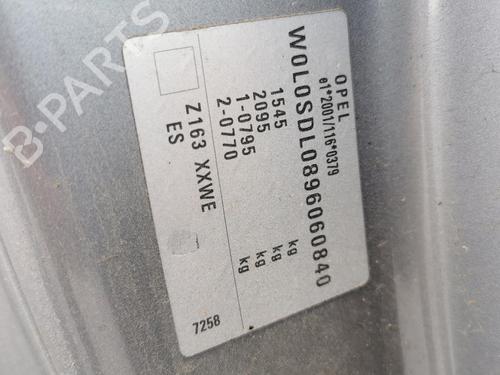 OPEL
e1*2001/116*0379
W0L0SDL0896060840
1545 kg
2095 kg
1-0795 kg
2-0770 kg
Z163 XXWE
ES
7258
B-PARTS